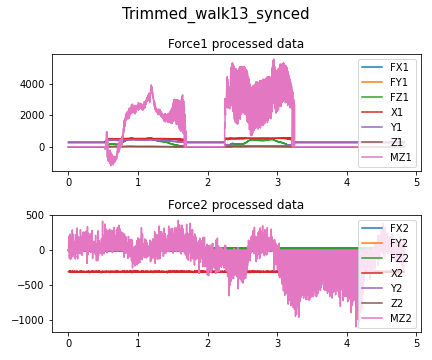 Trimmed_walk13_synced
Force1 processed data
4000
2000
0
FX1
FY1
FZ1
X1
Y1
Z1
MZ1
0 1 2 3 4 5
Force2 processed data
500
0
−500
−1000
FX2
FY2
FZ2
X2
Y2
Z2
MZ2
0 1 2 3 4 5